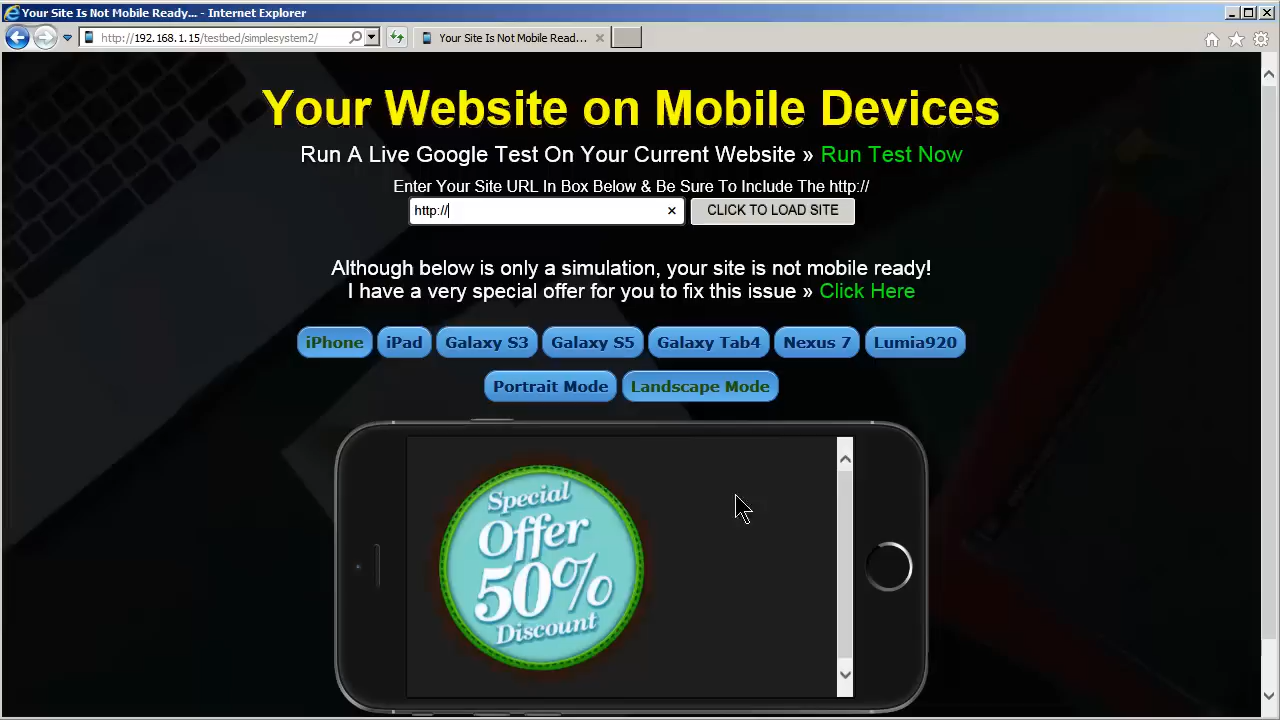 Your Site Is Not Mobile Ready... - Internet Explorer
http://192.168.1.15/testbed/simplesystem2/
Your Site Is Not Mobile Read...
Your Website on Mobile Devices
Run A Live Google Test On Your Current Website » Run Test Now
Enter Your Site URL In Box Below & Be Sure To Include The http://
http://
CLICK TO LOAD SITE
Although below is only a simulation, your site is not mobile ready!
I have a very special offer for you to fix this issue » Click Here
iPhone iPad Galaxy S3 Galaxy S5 Galaxy Tab4 Nexus 7 Lumia920
Portrait Mode Landscape Mode
Special
Offer
50%
Discount